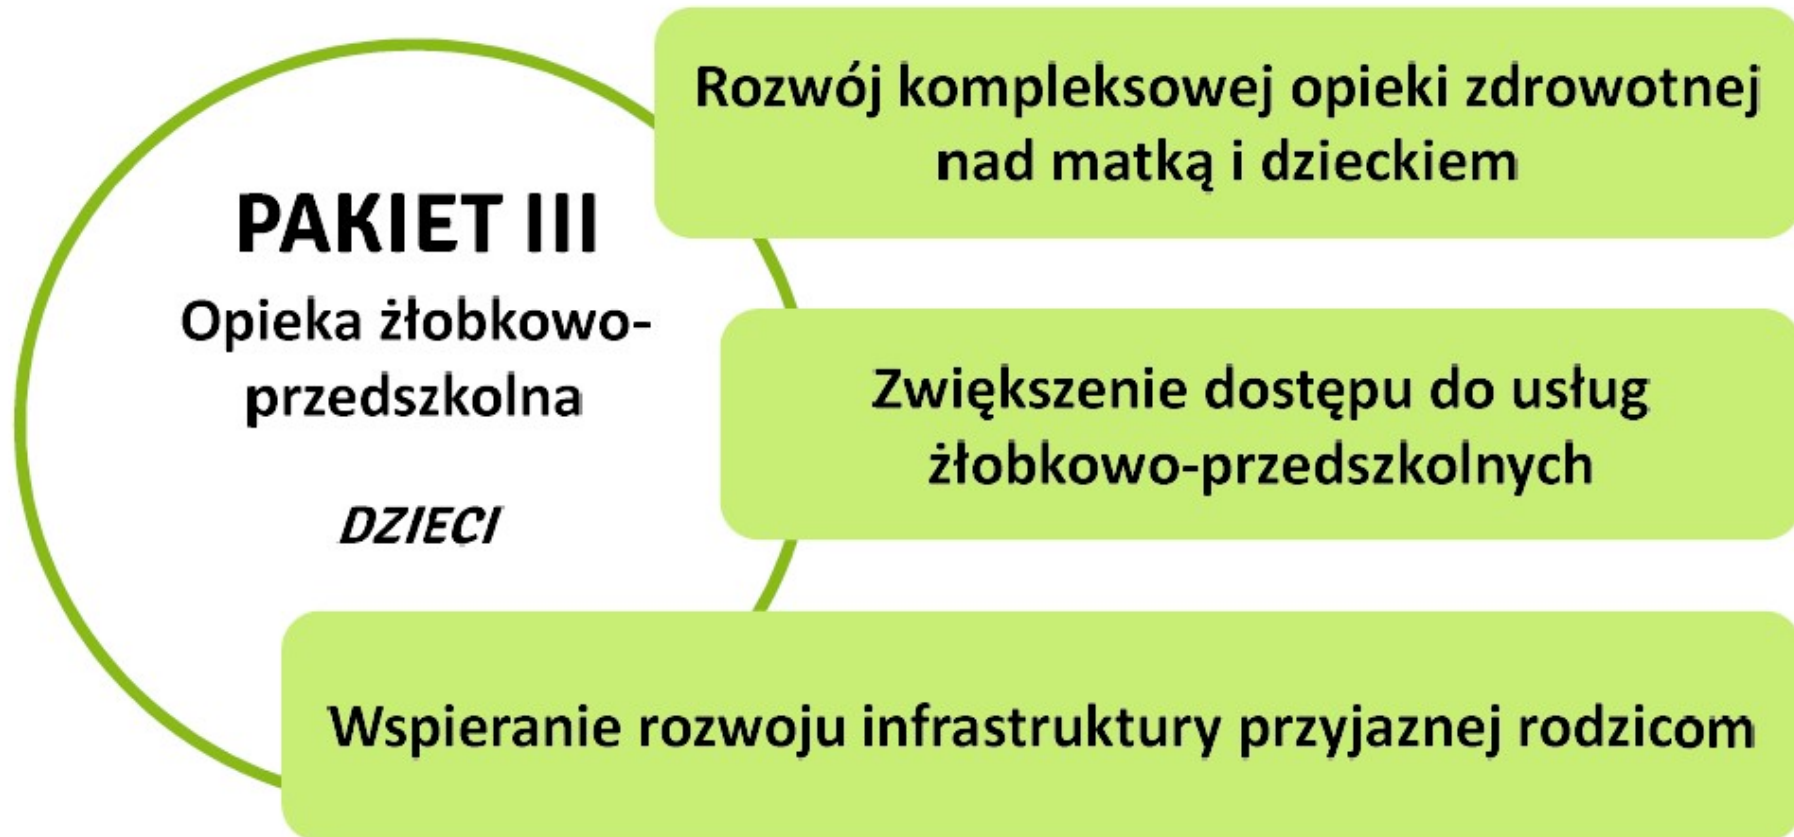 PAKIET III
Opieka żłobkowo-
przedszkolna
DZIECI
Rozwój kompleksowej opieki zdrowotnej
nad matką i dzieckiem
Zwiększenie dostępu do usług
żłobkowo-przedszkolnych
Wspieranie rozwoju infrastruktury przyjaznej rodzicom